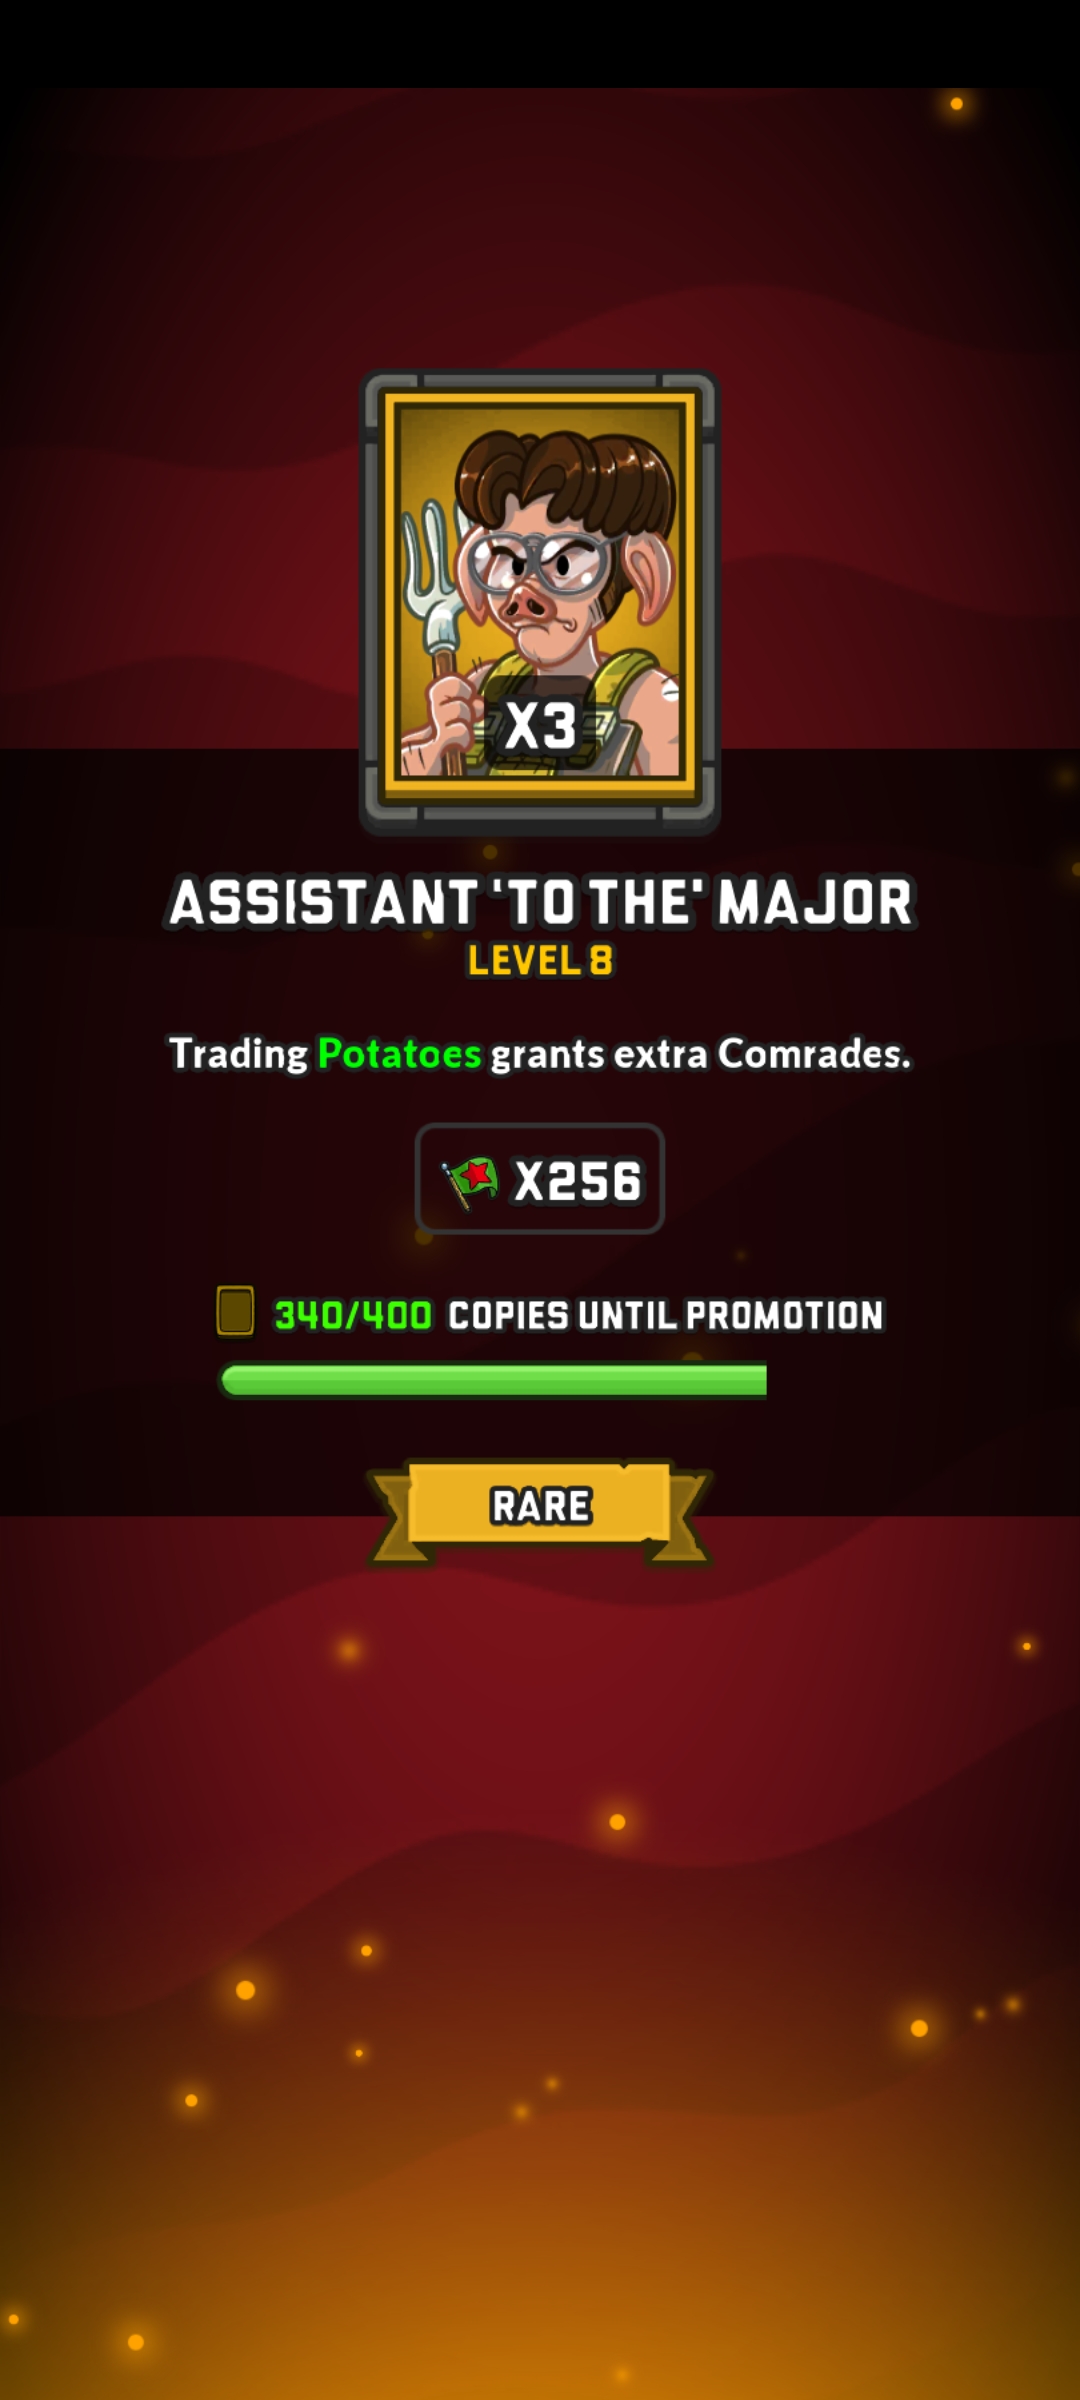 X3
ASSISTANT 'TO THE' MAJOR
LEVEL 8
Trading Potatoes grants extra Comrades.
X256
340/400 COPIES UNTIL PROMOTION
RARE